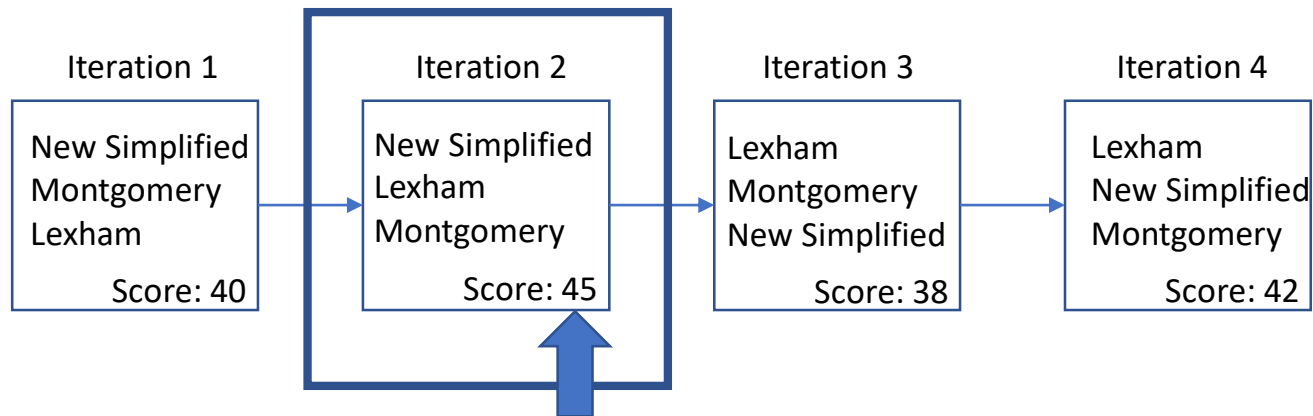 Iteration 1
New Simplified
Montgomery
Lexham
Score: 40
Iteration 2
New Simplified
Lexham
Montgomery
Score: 45
Iteration 3
Lexham
Montgomery
New Simplified
Score: 38
Iteration 4
Lexham
New Simplified
Montgomery
Score: 42